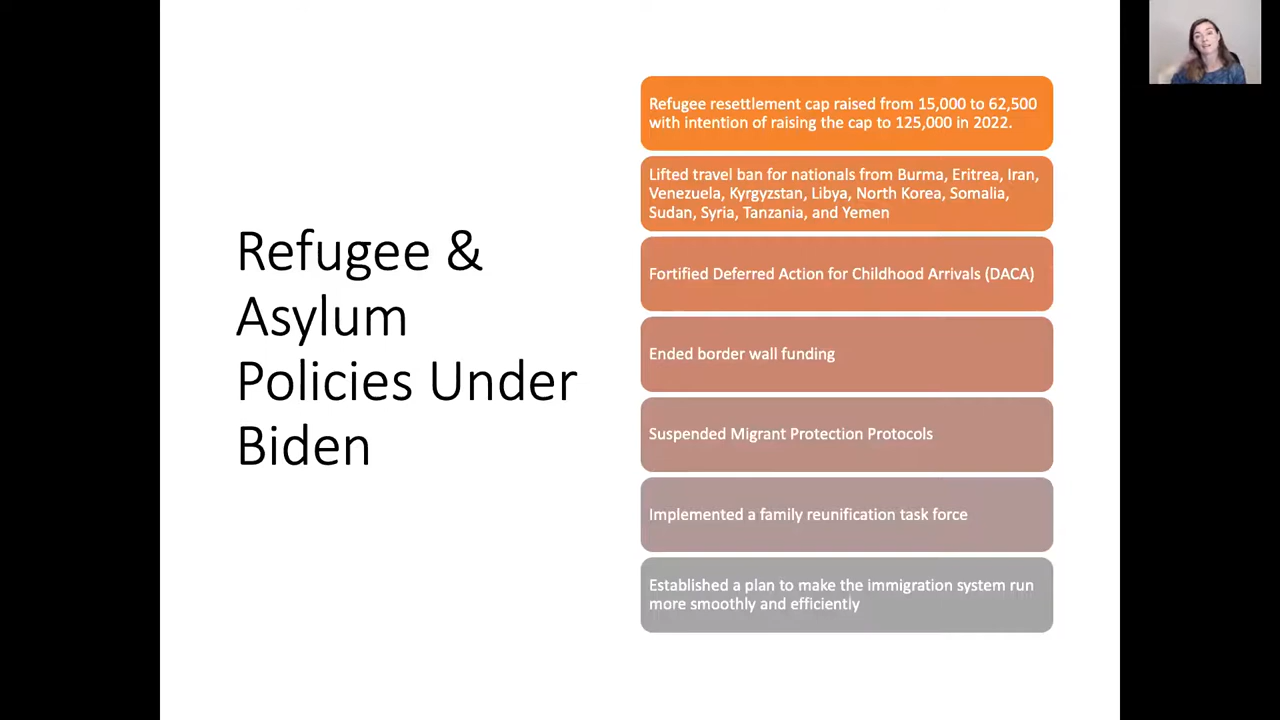 Refugee &
Asylum
Policies Under
Biden
Refugee resettlement cap raised from 15,000 to 62,500
with intention of raising the cap to 125,000 in 2022.
Lifted travel ban for nationals from Burma, Eritrea, Iran,
Venezuela, Kyrgyzstan, Libya, North Korea, Somalia,
Sudan, Syria, Tanzania, and Yemen
Fortified Deferred Action for Childhood Arrivals (DACA)
Ended border wall funding
Suspended Migrant Protection Protocols
Implemented a family reunification task force
Established a plan to make the immigration system run
more smoothly and efficiently